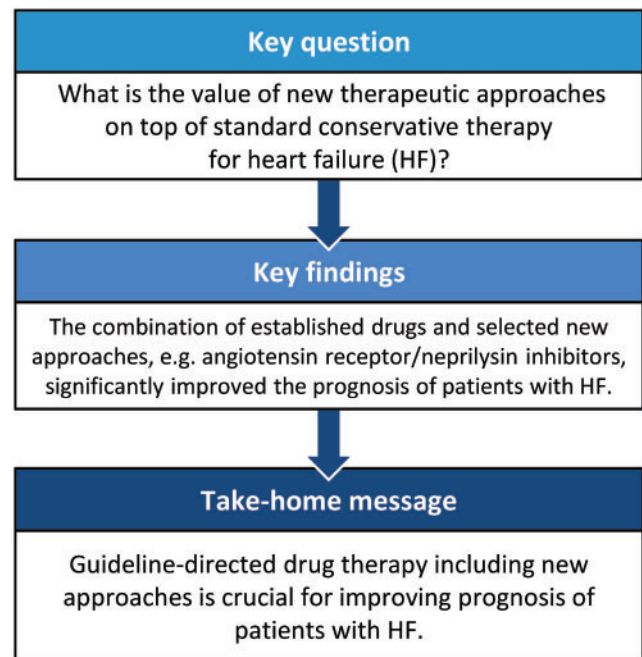 Key question
What is the value of new therapeutic approaches
on top of standard conservative therapy
for heart failure (HF)?
Key findings
The combination of established drugs and selected new
approaches, e.g. angiotensin receptor/neprilysin inhibitors,
significantly improved the prognosis of patients with HF.
Take-home message
Guideline-directed drug therapy including new
approaches is crucial for improving prognosis of
patients with HF.